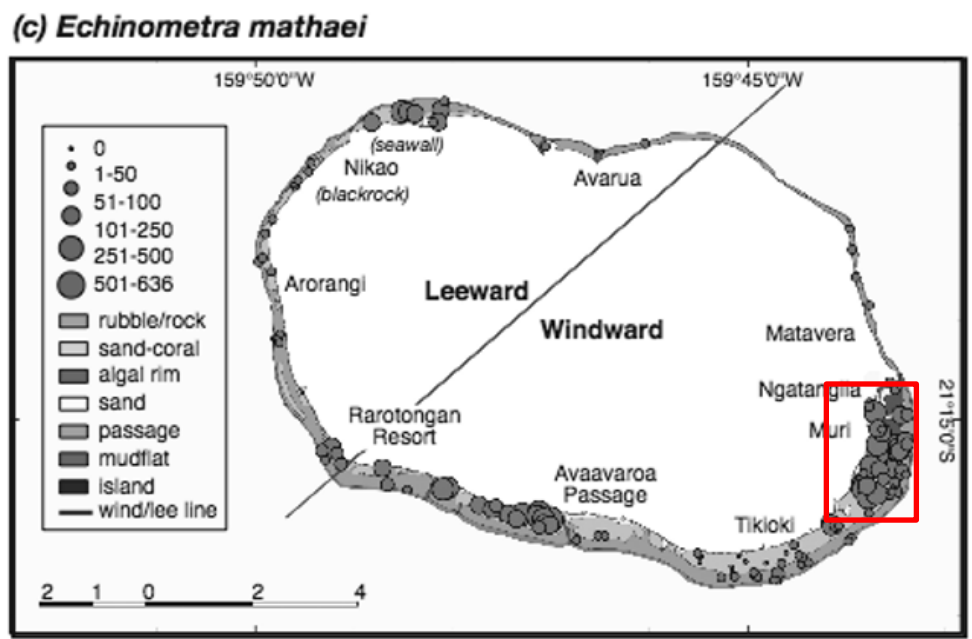 (c) Echinometra mathaei
159°50'0"W
159°45'0"W
0
1-50
51-100
101-250
251-500
501-636
rubble/rock
sand-coral
algal rim
sand
passage
mudflat
island
wind/lee line
(seawall)
Nikao
(blackrock)
Avarua
Arorangi
Leeward
Windward
Matavera
Ngatangiia
Muri
21°15'0"S
Rarotongan
Resort
Avaavaroa
Passage
Tikioki
2 1 0 2 4